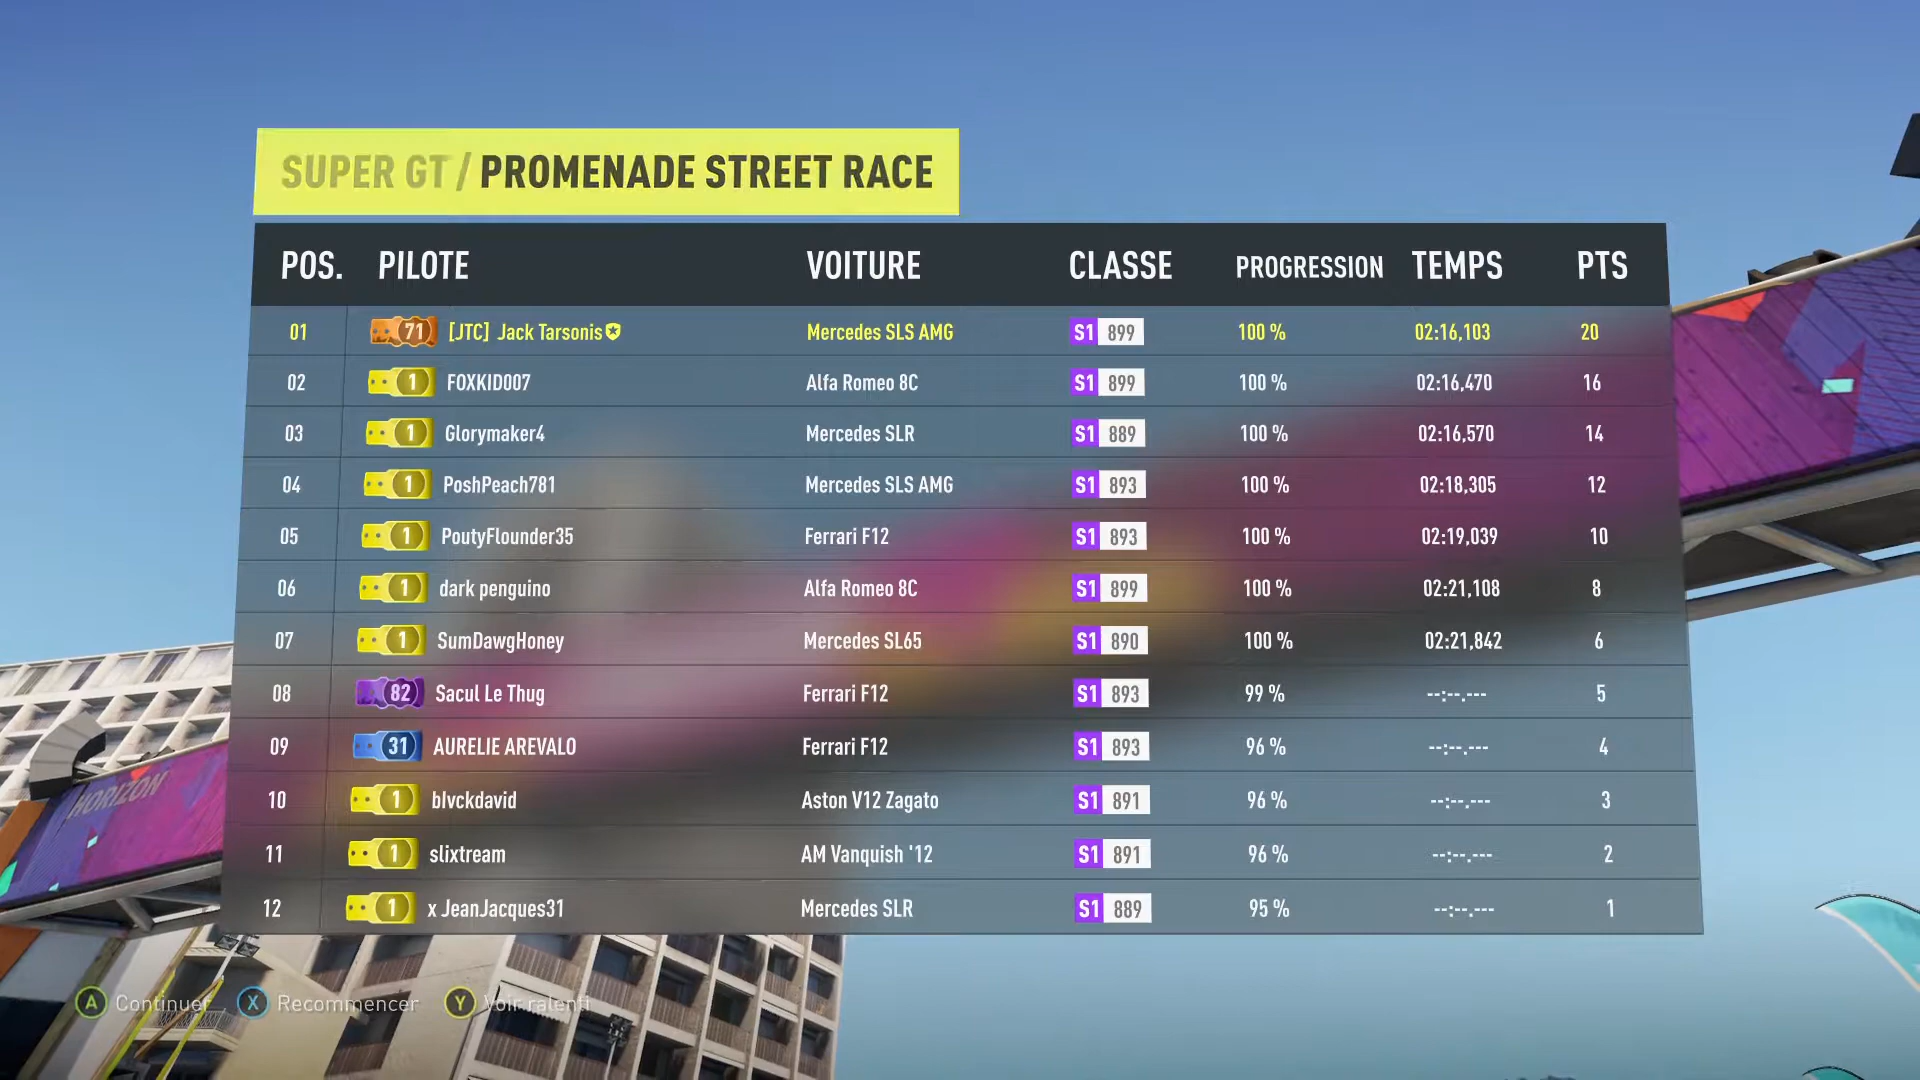 SUPER GT / PROMENADE STREET RACE
POS. PILOTE VOITURE CLASSE PROGRESSION TEMPS PTS
01 71 [JTC] Jack Tarsonis Mercedes SLS AMG S1 899 100 % 02:16,103 20
02 1 FOXKID007 Alfa Romeo 8C S1 899 100 % 02:16,470 16
03 1 Glorymaker4 Mercedes SLR S1 889 100 % 02:16,570 14
04 1 PoshPeach781 Mercedes SLS AMG S1 893 100 % 02:18,305 12
05 1 PoutyFlounder35 Ferrari F12 S1 893 100 % 02:19,039 10
06 1 dark penguino Alfa Romeo 8C S1 899 100 % 02:21,108 8
07 1 SumDawgHoney Mercedes SL65 S1 890 100 % 02:21,842 6
08 82 Sacul Le Thug Ferrari F12 S1 893 99 % --:--.--- 5
09 31 AURELIE AREVALO Ferrari F12 S1 893 96 % --:--.--- 4
10 1 blvckdavid Aston V12 Zagato S1 891 96 % --:--.--- 3
11 1 slixtream AM Vanquish '12 S1 891 96 % --:--.--- 2
12 1 x JeanJacques31 Mercedes SLR S1 889 95 % --:--.--- 1
HORIZON
A Continuer X Recommencer Y Voir ralenti